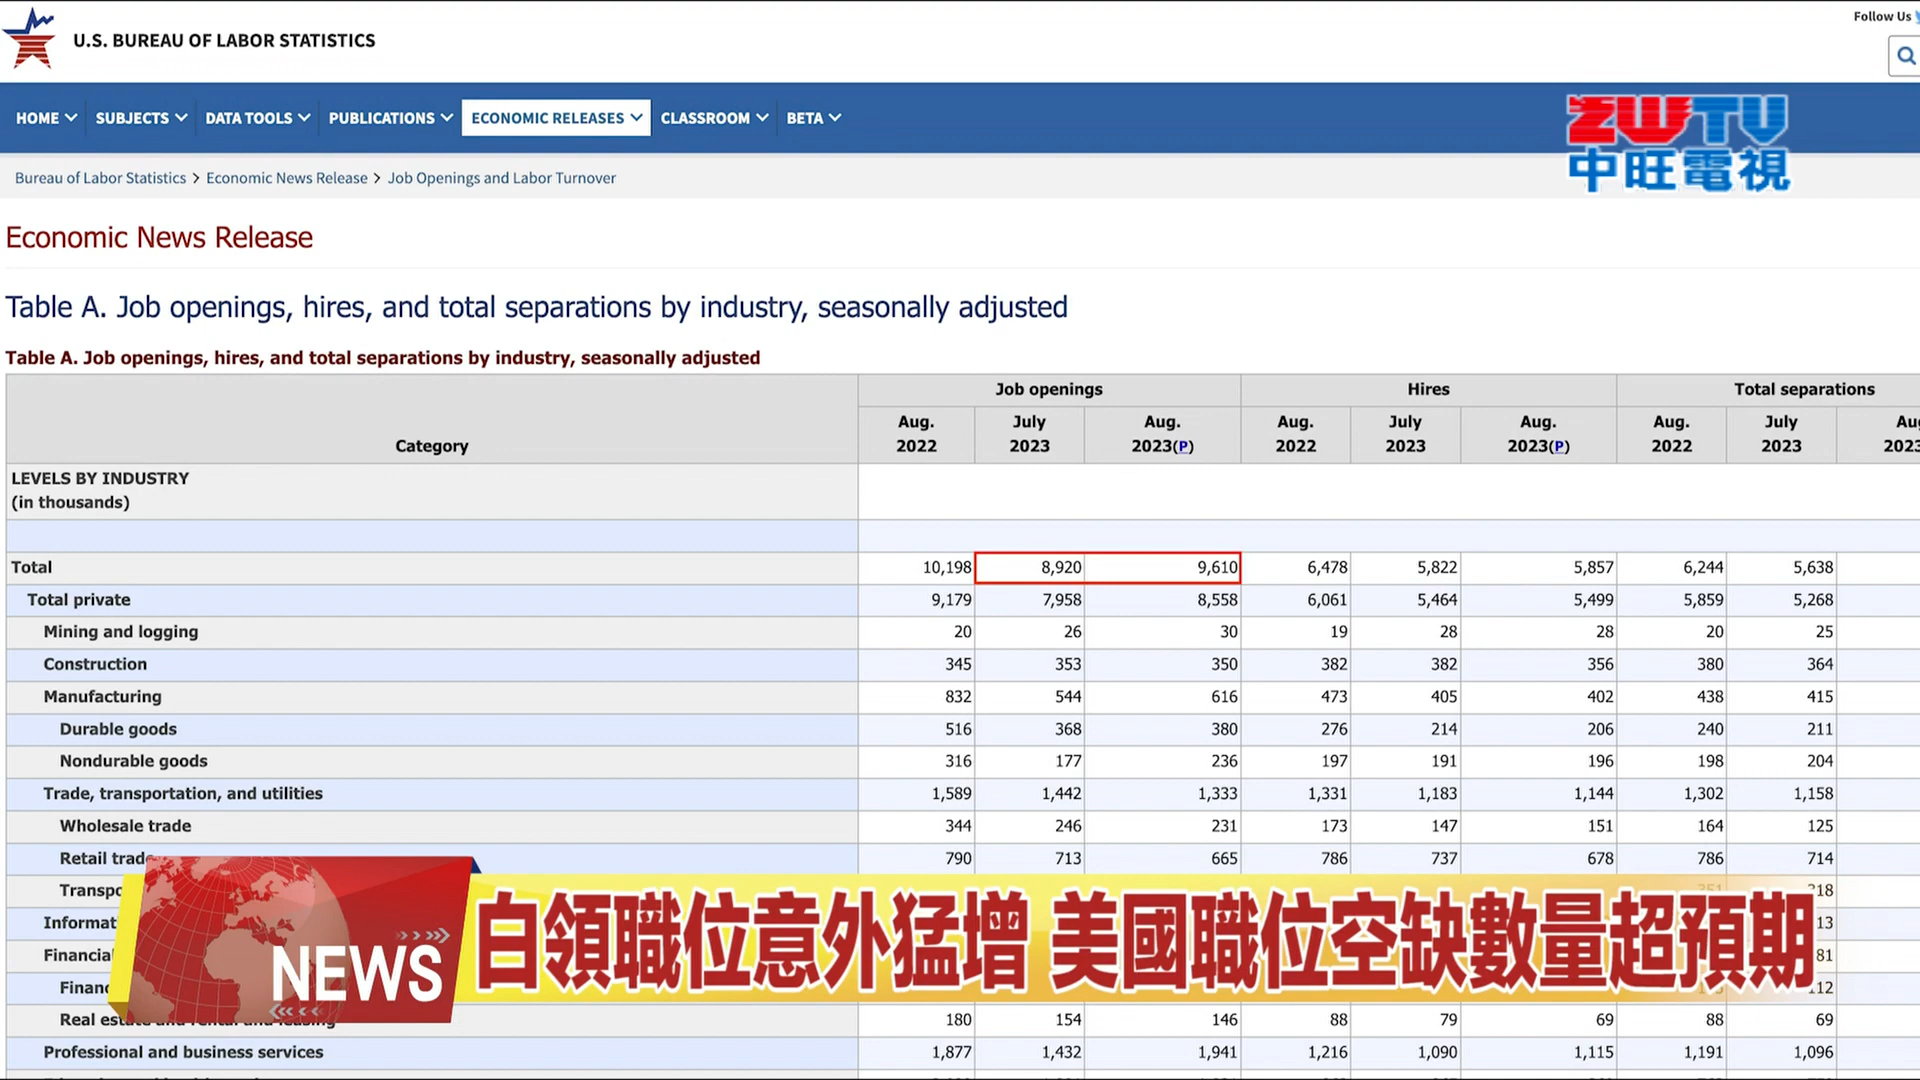 U.S. BUREAU OF LABOR STATISTICS
Follow Us
HOME SUBJECTS DATA TOOLS PUBLICATIONS ECONOMIC RELEASES CLASSROOM BETA
ZWTV
中旺電視
Bureau of Labor Statistics > Economic News Release > Job Openings and Labor Turnover
Economic News Release
Table A. Job openings, hires, and total separations by industry, seasonally adjusted
Table A. Job openings, hires, and total separations by industry, seasonally adjusted
Category Job openings Hires Total separations
Aug. 2022 July 2023 Aug. 2023(P) Aug. 2022 July 2023 Aug. 2023(P) Aug. 2022 July 2023
LEVELS BY INDUSTRY
(in thousands)
Total 10,198 8,920 9,610 6,478 5,822 5,857 6,244 5,638
Total private 9,179 7,958 8,558 6,061 5,464 5,499 5,859 5,268
Mining and logging 20 26 30 19 28 28 20 25
Construction 345 353 350 382 382 356 380 364
Manufacturing 832 544 616 473 405 402 438 415
Durable goods 516 368 380 276 214 206 240 211
Nondurable goods 316 177 236 197 191 196 198 204
Trade, transportation, and utilities 1,589 1,442 1,333 1,331 1,183 1,144 1,302 1,158
Wholesale trade 344 246 231 173 147 151 164 125
Retail trade 790 713 665 786 737 678 786 714
NEWS
白領職位意外猛增 美國職位空缺數量超預期
Real estate and rental and leasing 180 154 146 88 79 69 88 69
Professional and business services 1,877 1,432 1,941 1,216 1,090 1,115 1,191 1,096